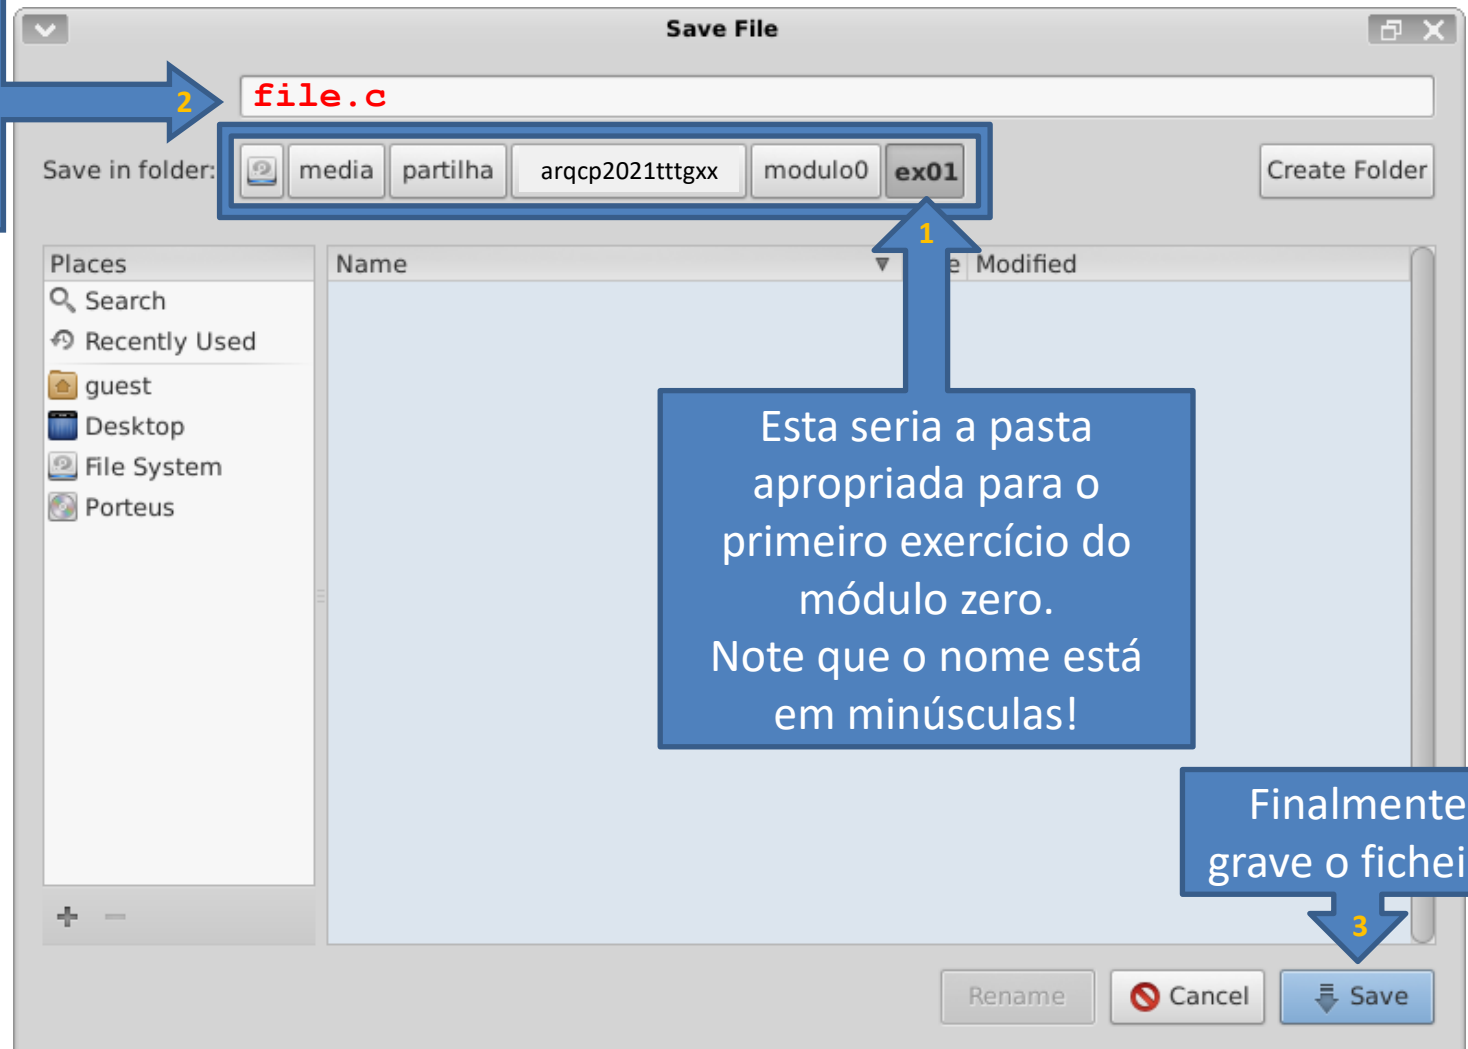 Save File
2
file.c
Save in folder:
media
partilha
arqcp2021tttgxx
modulo0
ex01
Create Folder
1
Places
Name
Modified
Search
Recently Used
guest
Desktop
File System
Porteus
Esta seria a pasta
apropriada para o
primeiro exercício do
módulo zero.
Note que o nome está
em minúsculas!
Finalmente
grave o fichei
3
Rename
Cancel
Save